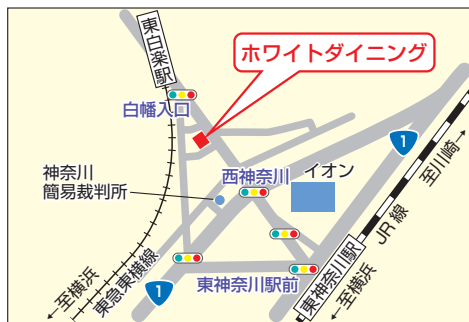 東白楽駅
ホワイトダイニング
白幡入口
1
至川崎→
神奈川
簡易裁判所
西神奈川
イオン
JR線
東神奈川駅
東神奈川駅前
東急東横線
←至横浜
1
←至横浜